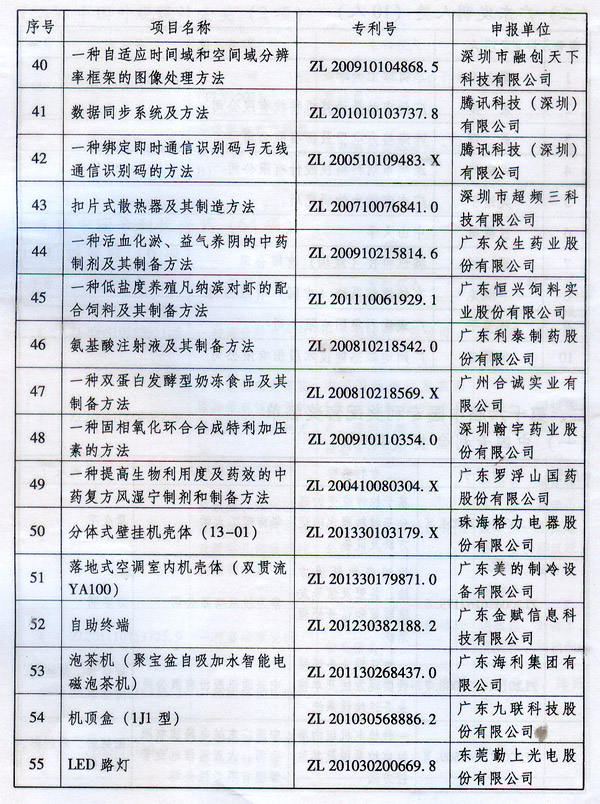 序号 项目名称 专利号 申报单位
40 一种自适应时间域和空间域分辨 ZL 200910104868.5 深圳市融创天下
率框架的图像处理方法 科技有限公司
41 数据同步系统及方法 ZL 201010103737.8 腾讯科技（深圳）
有限公司
42 一种绑定即时通信识别码与无线 ZL 200510109483.X 腾讯科技（深圳）
通信识别码的方法 有限公司
43 扣片式散热器及其制造方法 ZL 200710076841.0 深圳市超频三科
技有限公司
44 一种活血化淤、益气养阴的中药 ZL 200910215814.6 广东众生药业股
制剂及其制备方法 份有限公司
45 一种低盐度养殖凡纳滨对虾的配 ZL 201110061929.1 广东恒兴饲料实
合饲料及其制备方法 业股份有限公司
46 氨基酸注射液及其制备方法 ZL 200810218542.0 广东利泰制药股
份有限公司
47 一种双蛋白发酵型奶冻食品及其 ZL 200810218569.X 广州合诚实业有
制备方法 限公司
48 一种固相氧化环合合成特利加压 ZL 200910110354.0 深圳翰宇药业股
素的方法 份有限公司
49 一种提高生物利用度及药效的中 ZL 200410080304.X 广东罗浮山国药
药复方风湿宁制剂和制备方法 股份有限公司
50 分体式壁挂机壳体（13-01） ZL 201330103179.X 珠海格力电器股
份有限公司
51 落地式空调室内机壳体（双贯流 ZL 201330179871.0 广东美的制冷设
YA100） 备有限公司
52 自助终端 ZL 201230382188.2 广东金赋信息科
技有限公司
53 泡茶机（聚宝盆自吸加水智能电 ZL 201130268437.0 广东海利集团有
磁泡茶机） 限公司
54 机顶盒（1J1 型） ZL 201030568886.2 广东九联科技股
份有限公司
55 LED 路灯 ZL 201030200669.8 东莞勤上光电股
份有限公司